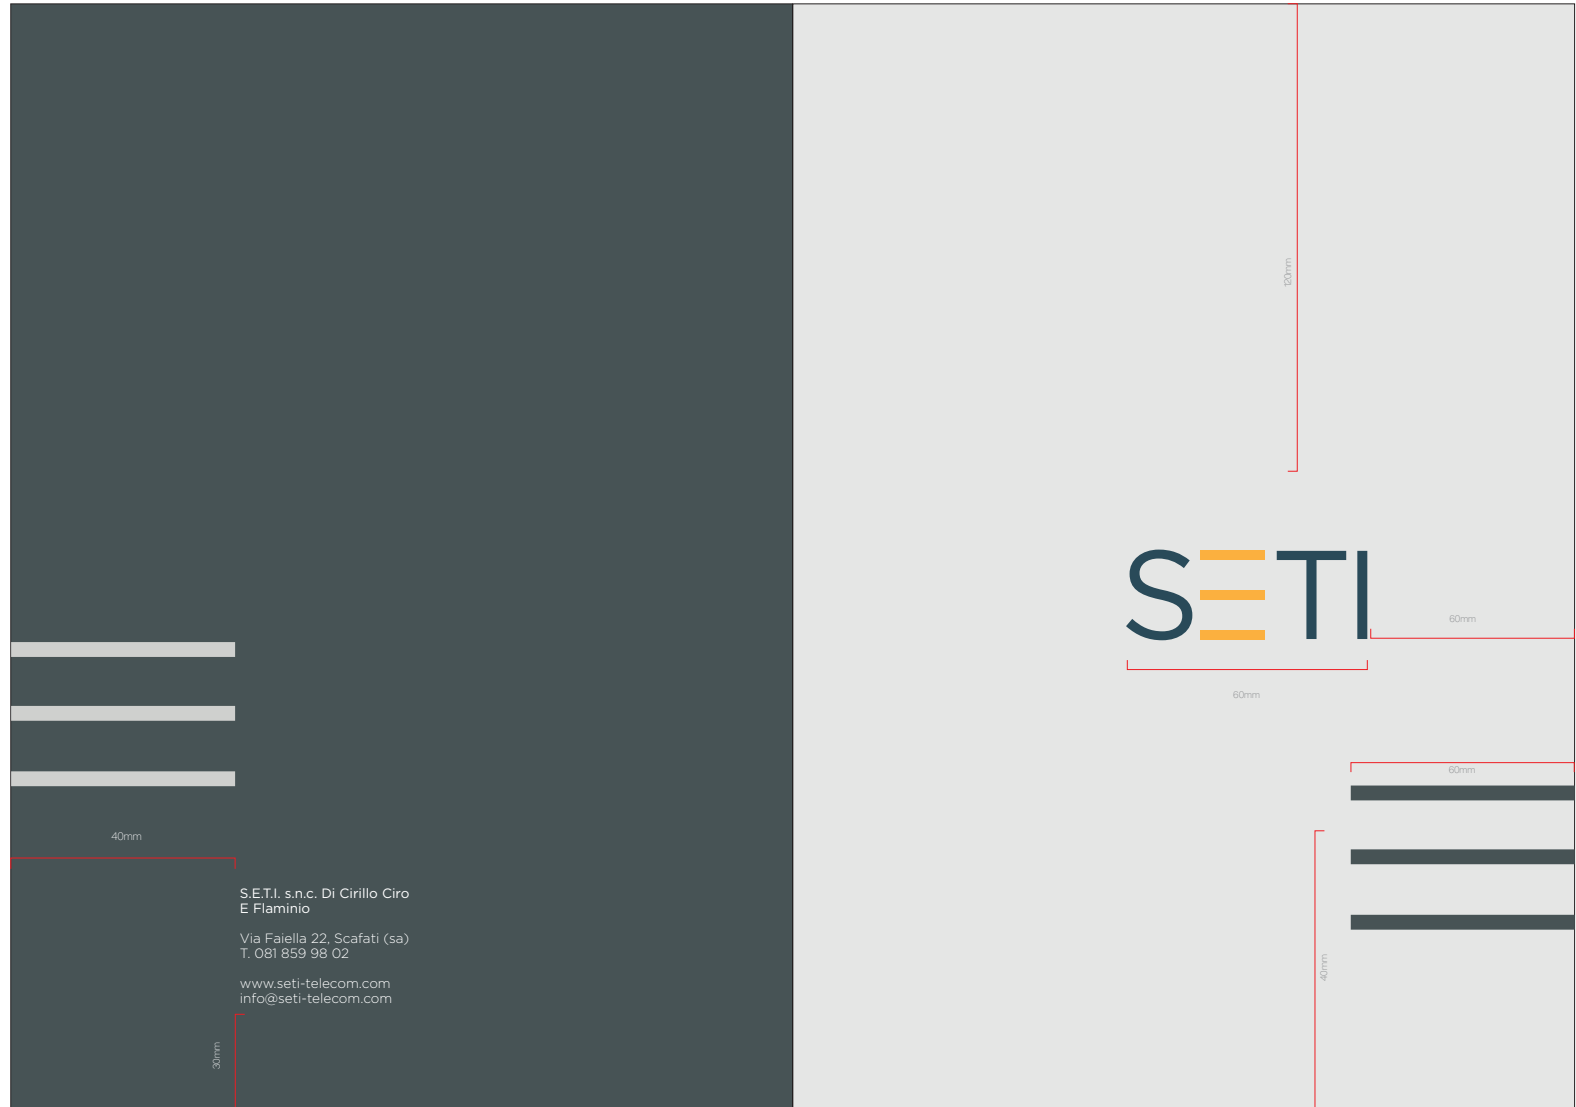 40mm
S.E.T.I. s.n.c. Di Cirillo Ciro
E Flaminio
Via Faiella 22, Scafati (sa)
T. 081 859 98 02
www.seti-telecom.com
info@seti-telecom.com
30mm
120mm
SETI
60mm
60mm
60mm
40mm